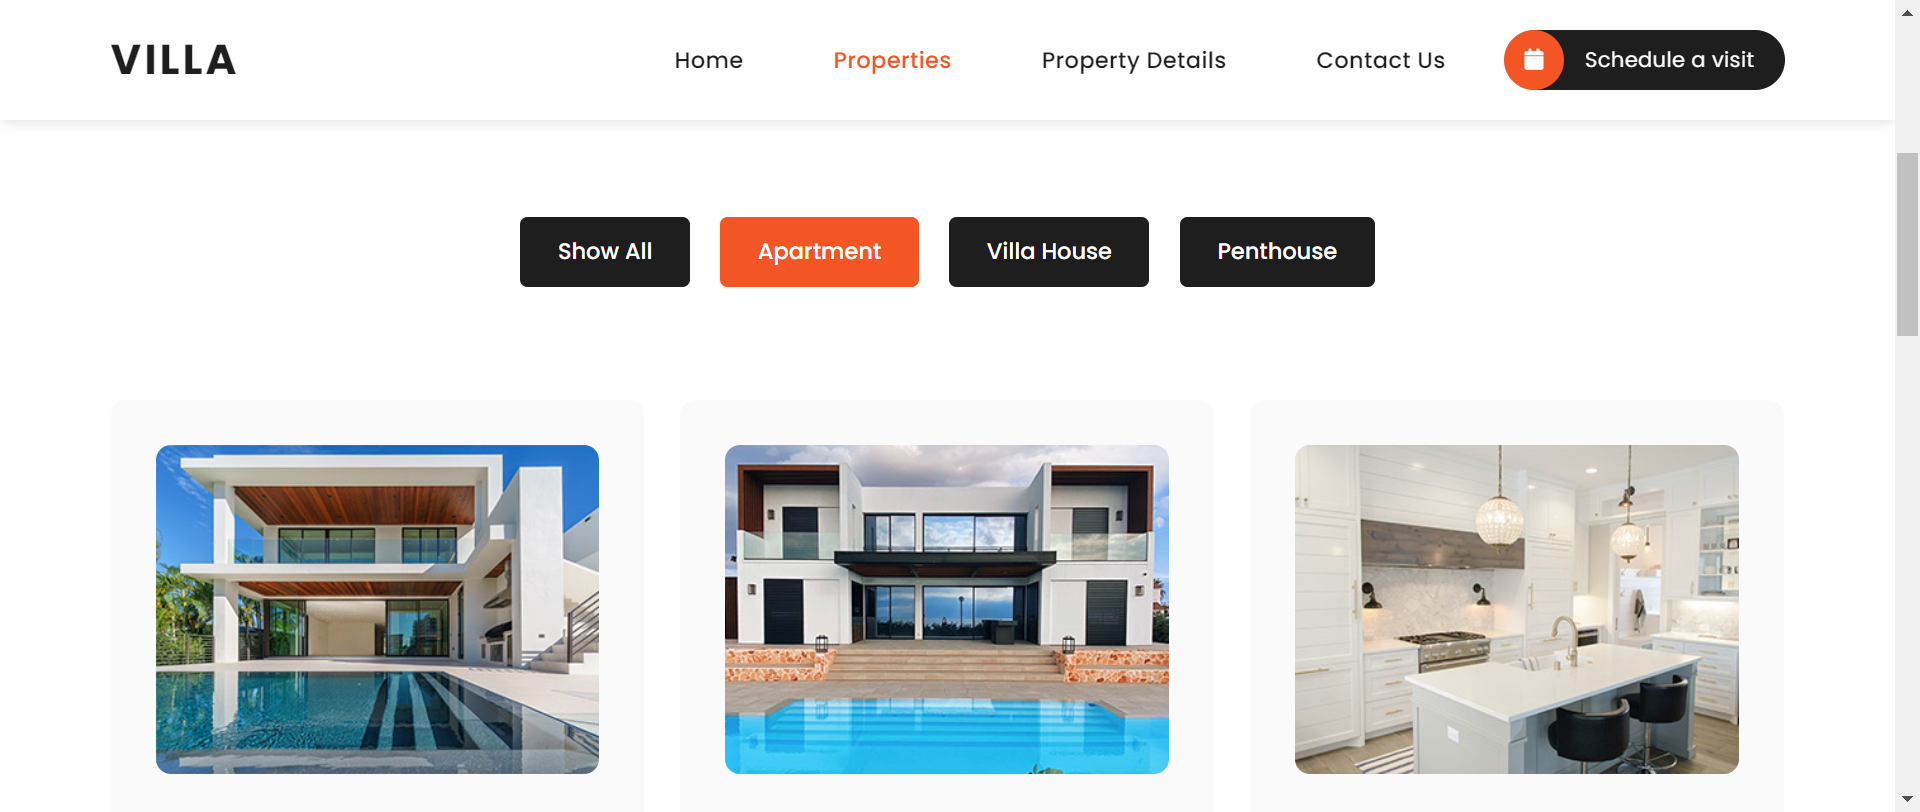 VILLA
Home
Properties
Property Details
Contact Us
Schedule a visit
Show All
Apartment
Villa House
Penthouse